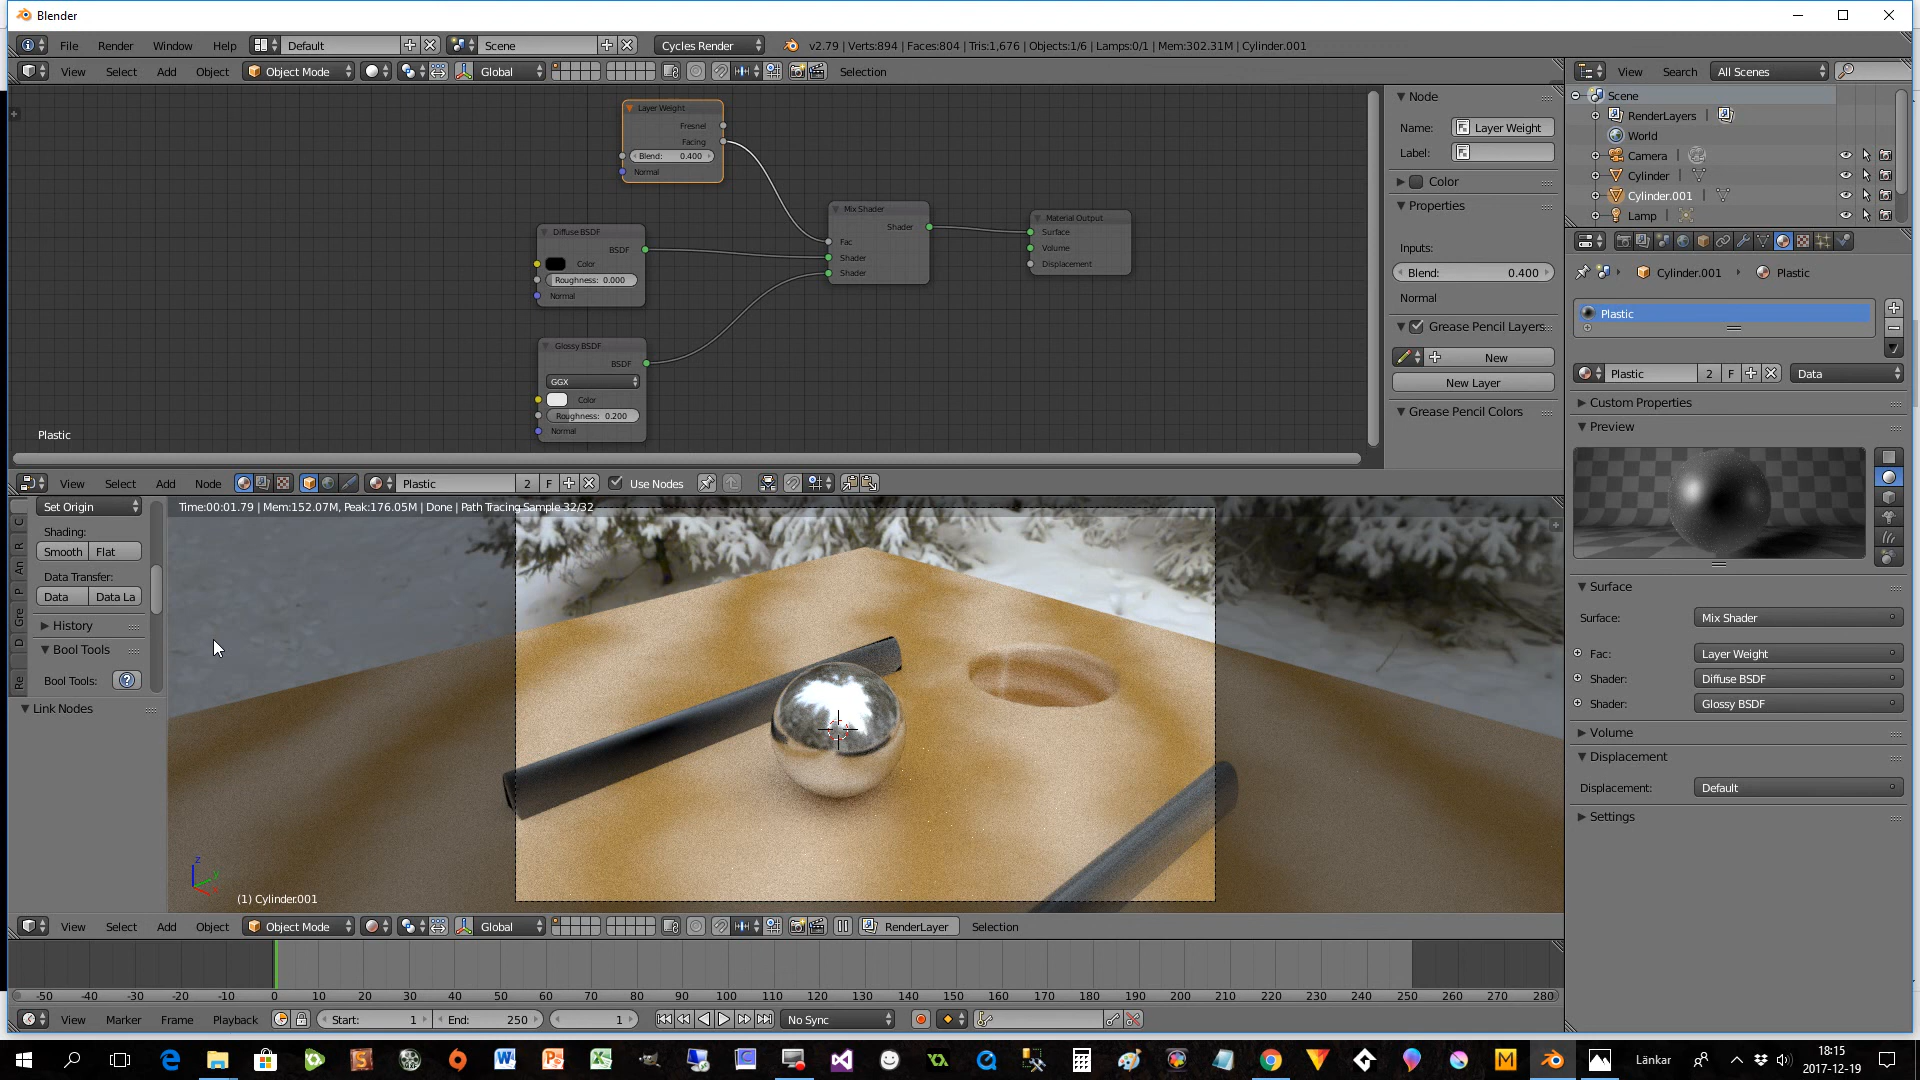 Blender
File Render Window Help Default Scene Cycles Render v2.79 | Verts:894 | Faces:804 | Tris:1,676 | Objects:1/6 | Lamps:0/1 | Mem:302.31M | Cylinder.001
View Select Add Object Object Mode Global Selection
View Search All Scenes
Layer Weight
Fresnel
Facing
Blend: 0.400
Normal
Diffuse BSDF
BSDF
Color
Roughness: 0.000
Normal
Glossy BSDF
BSDF
GGX
Color
Roughness: 0.200
Normal
Mix Shader
Shader
Fac
Shader
Shader
Material Output
Surface
Volume
Displacement
Plastic
Node
Name: Layer Weight
Label:
Color
Properties
Inputs:
Blend: 0.400
Normal
Grease Pencil Layers
New
New Layer
Grease Pencil Colors
Scene
RenderLayers
World
Camera
Cylinder
Cylinder.001
Lamp
Cylinder.001 Plastic
Plastic
Plastic 2 F Data
Custom Properties
Preview
Surface
Surface: Mix Shader
Fac: Layer Weight
Shader: Diffuse BSDF
Shader: Glossy BSDF
Volume
Displacement
Displacement: Default
Settings
View Select Add Node Plastic 2 F Use Nodes
Set Origin
Shading:
Smooth Flat
Data Transfer:
Data Data La
History
Bool Tools
Bool Tools:
Link Nodes
C
R
An
P
Gre
D
Re
Time:00:01.79 | Mem:152.07M, Peak:176.05M | Done | Path Tracing Sample 32/32
z
y
(1) Cylinder.001
View Select Add Object Object Mode Global RenderLayer Selection
-50 -40 -30 -20 -10 0 10 20 30 40 50 60 70 80 90 100 110 120 130 140 150 160 170 180 190 200 210 220 230 240 250 260 270 280
View Marker Frame Playback Start: 1 End: 250 1 No Sync
Länkar 18:15
2017-12-19